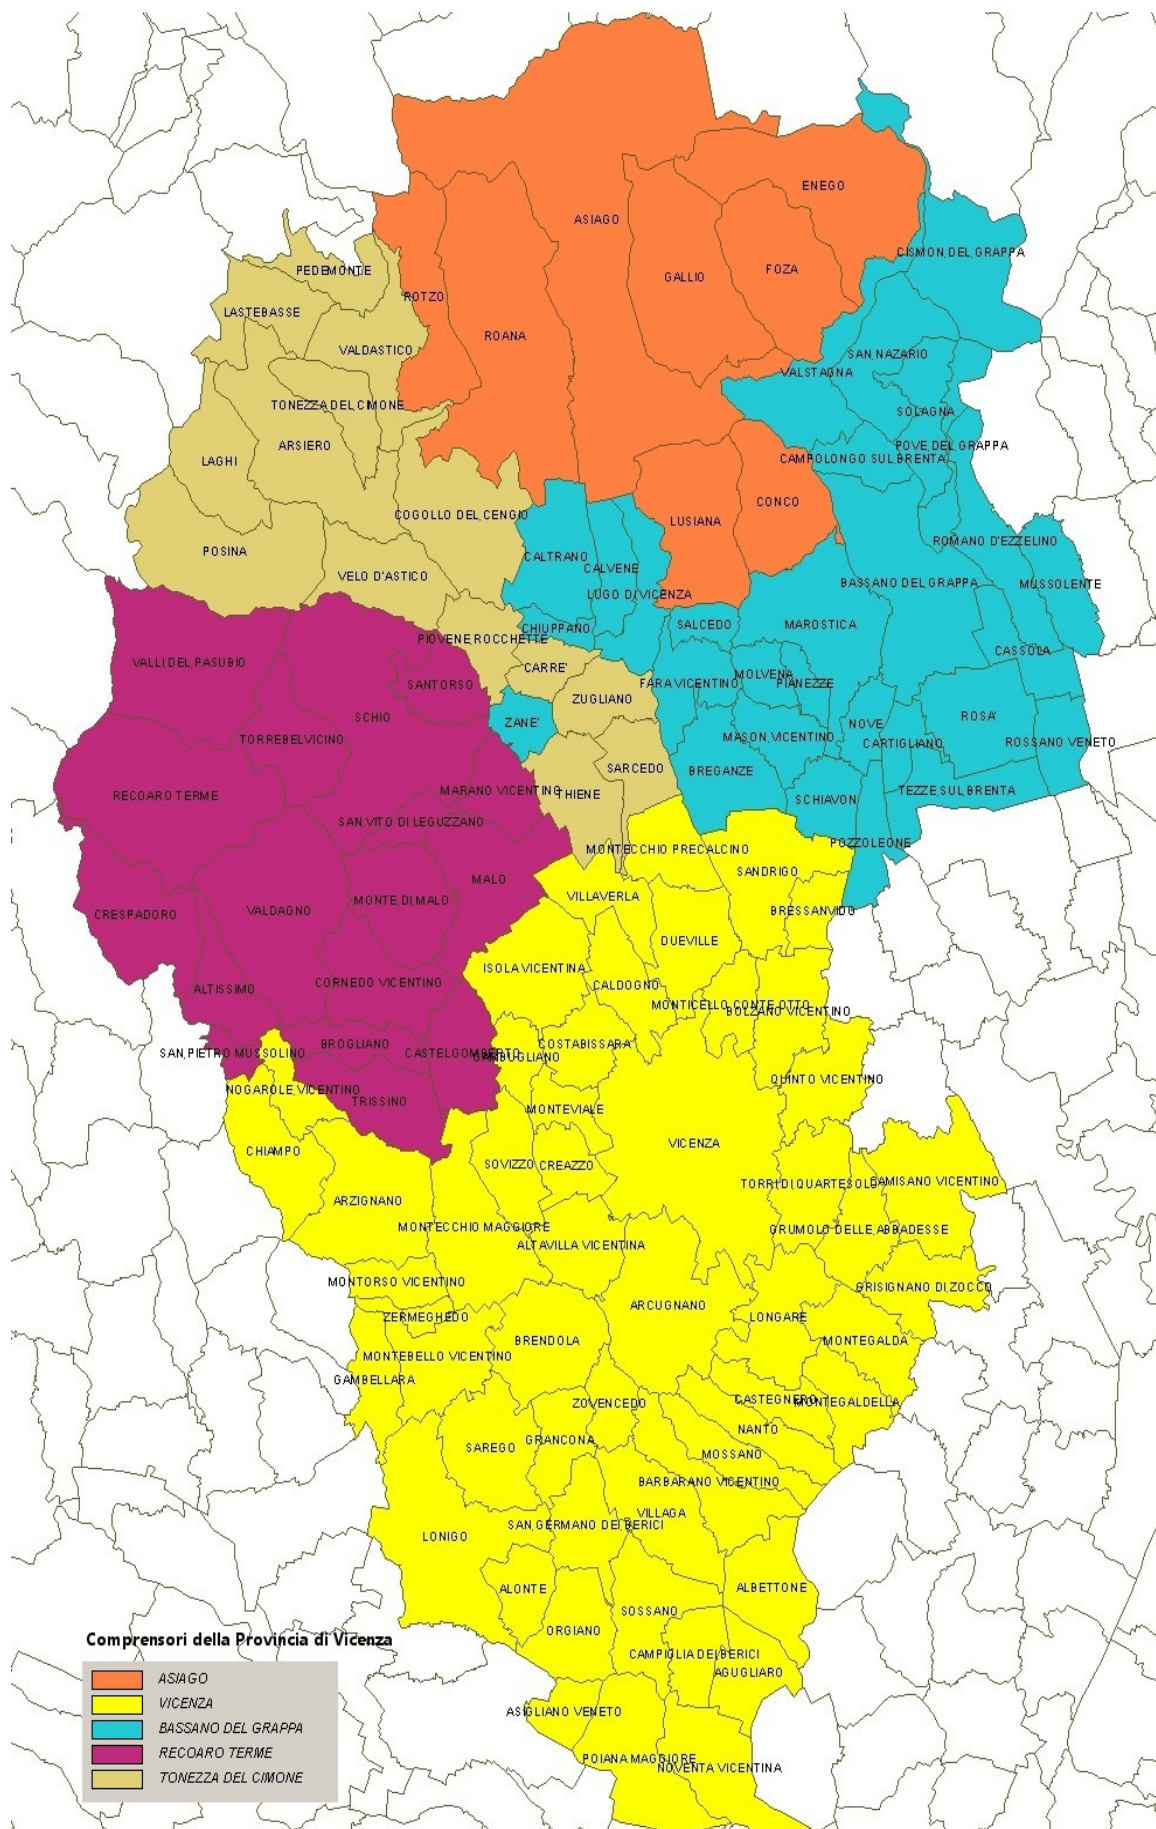 ENEGO
ASIAGO
CISMON DEL GRAPPA
PEDEMONTE
GALLIO
FOZA
ROTZO
LASTEBASSE
ROANA
VALDASTICO
SAN NAZARIO
VALSTAGNA
TONEZZA DEL CIMONE
SOLAGNA
ARSIERO
POVE DEL GRAPPA
LAGHI
CAMPOLONGO SUL BRENTA
CONCO
COGOLLO DEL CENGIO
LUSIANA
ROMANO D'EZZELINO
POSINA
CALTRANO
CALVENE
VELO D'ASTICO
BASSANO DEL GRAPPA
MUSSOLENTE
LUGO DI VICENZA
CHIUPPANO
SALCEDO
MAROSTICA
PIOVENE ROCCHETTE
CASSOLA
VALLI DEL PASUBIO
CARRE'
MOLVENA
SANTORSO
FARA VICENTINO
PIANEZZE
ZUGLIANO
SCHIO
ROSA'
ZANE'
NOVE
TORREBELVICINO
MASON VICENTINO
CARTIGLIANO
ROSSANO VENETO
SARCEDO
BREGANZE
MARANO VICENTINO
TEZZE SUL BRENTA
RECOARO TERME
THIENE
SCHIAVON
SAN VITO DI LEGUZZANO
POZZOLEONE
MONTECCHIO PRECALCINO
SANDRIGO
MALO
VILLAVERLA
MONTE DI MALO
VALDAGNO
BRESSANVIDO
CRESPADORO
DUEVILLE
ISOLA VICENTINA
CORNEDO VICENTINO
CALDOGNO
ALTISSIMO
MONTICELLO CONTE OTTO
BOLZANO VICENTINO
BROGLIANO
COSTABISSARA
SAN PIETRO MUSSOLINO
CASTELGOMBERTO
GAMBUGLIANO
QUINTO VICENTINO
NOGAROLE VICENTINO
TRISSINO
MONTEVIALE
VICENZA
CHIAMPO
SOVIZZO
CREAZZO
TORRI DI QUARTESOLO
CAMISANO VICENTINO
ARZIGNANO
MONTECCHIO MAGGIORE
GRUMOLO DELLE ABBADESSE
ALTAVILLA VICENTINA
MONTORSO VICENTINO
GRISIGNANO DI ZOCCO
ARCUGNANO
ZERMEGHEDO
LONGARE
BRENDOLA
MONTEGALDA
MONTEBELLO VICENTINO
GAMBELLARA
CASTEGNERO
MONTEGALDELLA
ZOVENCEDO
NANTO
GRANCONA
SAREGO
MOSSANO
BARBARANO VICENTINO
VILLAGA
SAN GERMANO DEI BERICI
LONIGO
ALONTE
ALBETTONE
SOSSANO
ORGIANO
CAMPIGLIA DEI BERICI
AGUGLIARO
ASIGLIANO VENETO
POIANA MAGGIORE
NOVENTA VICENTINA
Comprensori della Provincia di Vicenza
ASIAGO
VICENZA
BASSANO DEL GRAPPA
RECOARO TERME
TONEZZA DEL CIMONE